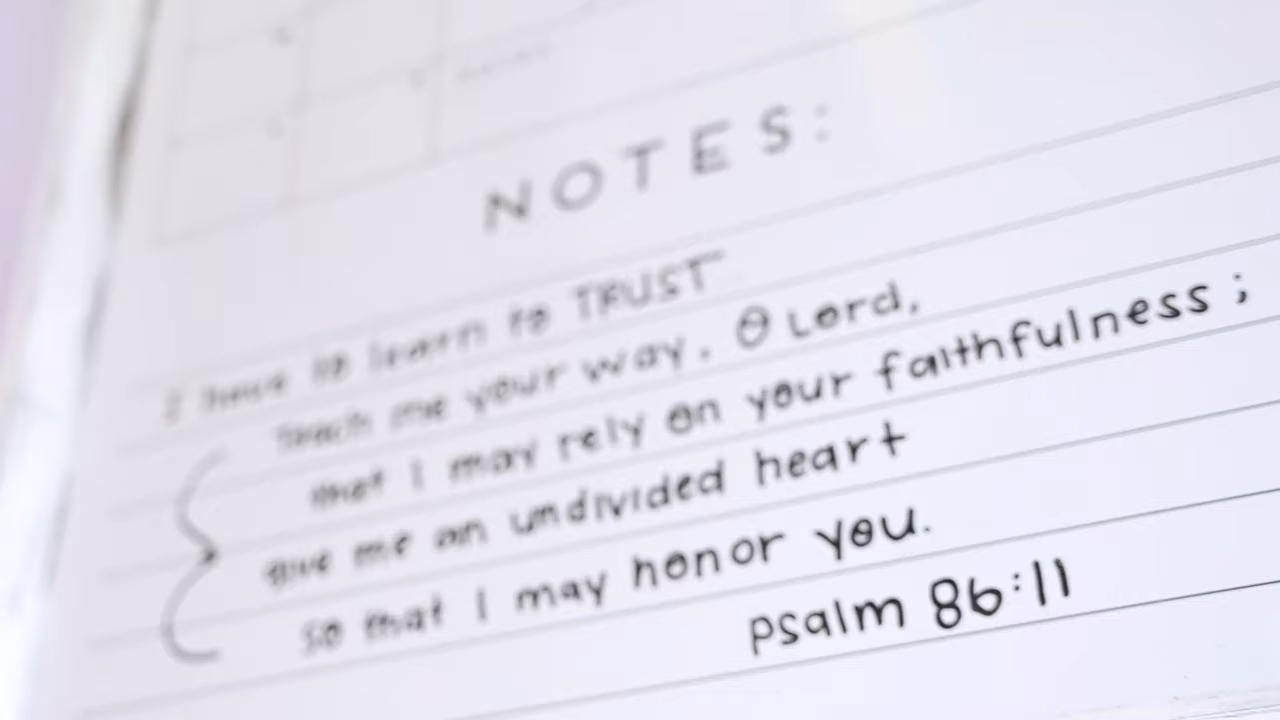 NOTES:
I have to learn to TRUST
Teach me your way, O Lord,
that I may rely on your faithfulness;
give me an undivided heart
so that I may honor you.
psalm 86:11